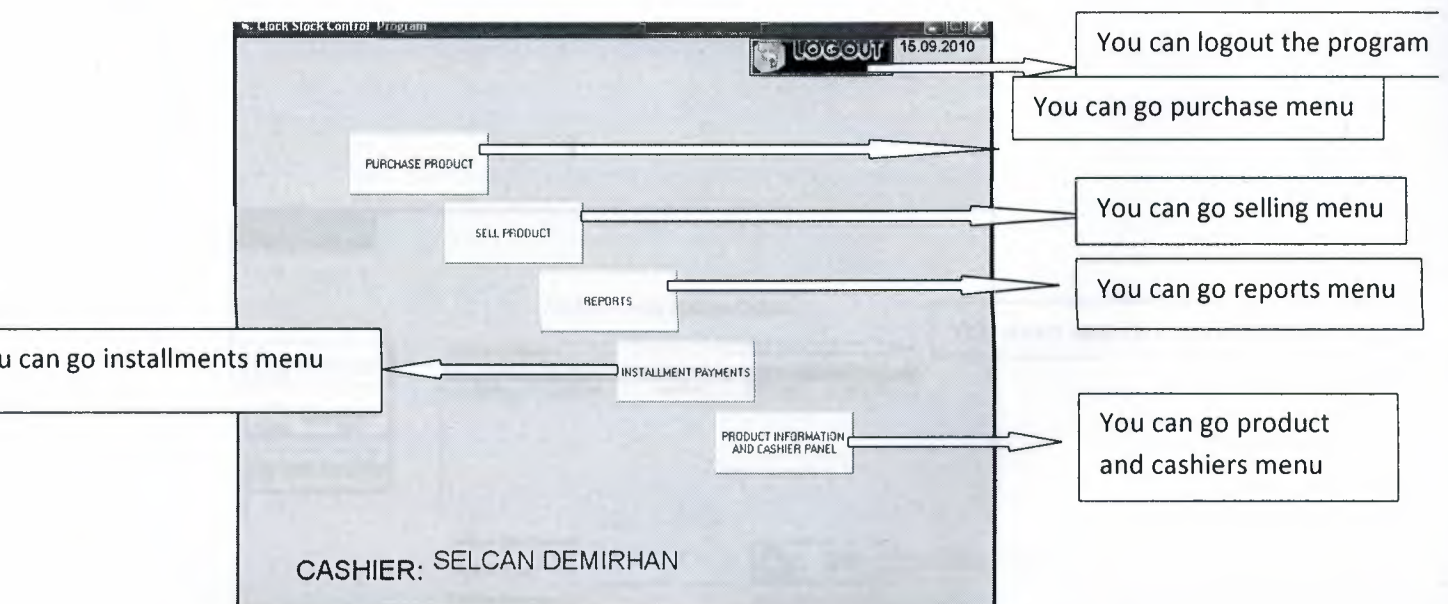 Clock Stock Control Program
LOGOUT
15.09.2010
You can logout the program
You can go purchase menu
PURCHASE PRODUCT
You can go selling menu
SELL PRODUCT
You can go reports menu
REPORTS
u can go installments menu
INSTALLMENT PAYMENTS
You can go product
and cashiers menu
PRODUCT INFORMATION
AND CASHIER PANEL
CASHIER: SELCAN DEMIRHAN